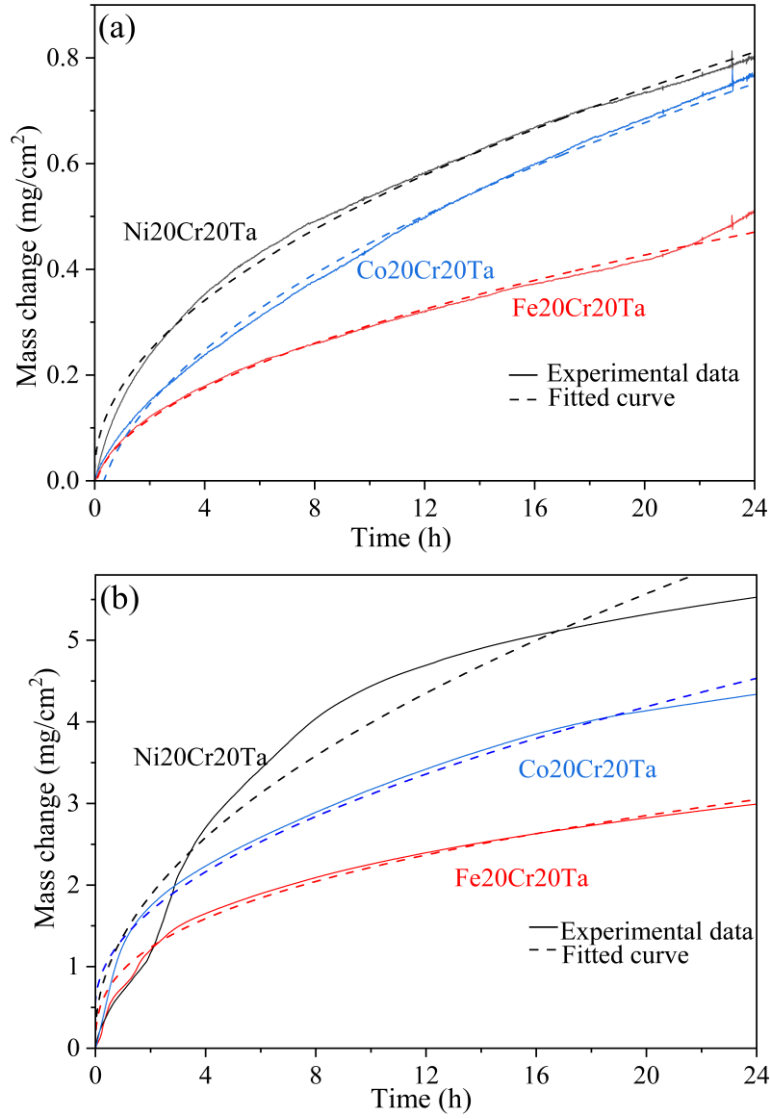 (a)
0.8
0.6
0.4
0.2
0.0
Mass change (mg/cm²)
Ni20Cr20Ta
Co20Cr20Ta
Fe20Cr20Ta
Experimental data
Fitted curve
0 4 8 12 16 20 24
Time (h)
(b)
5
4
3
2
1
0
Mass change (mg/cm²)
Ni20Cr20Ta
Co20Cr20Ta
Fe20Cr20Ta
Experimental data
Fitted curve
0 4 8 12 16 20 24
Time (h)